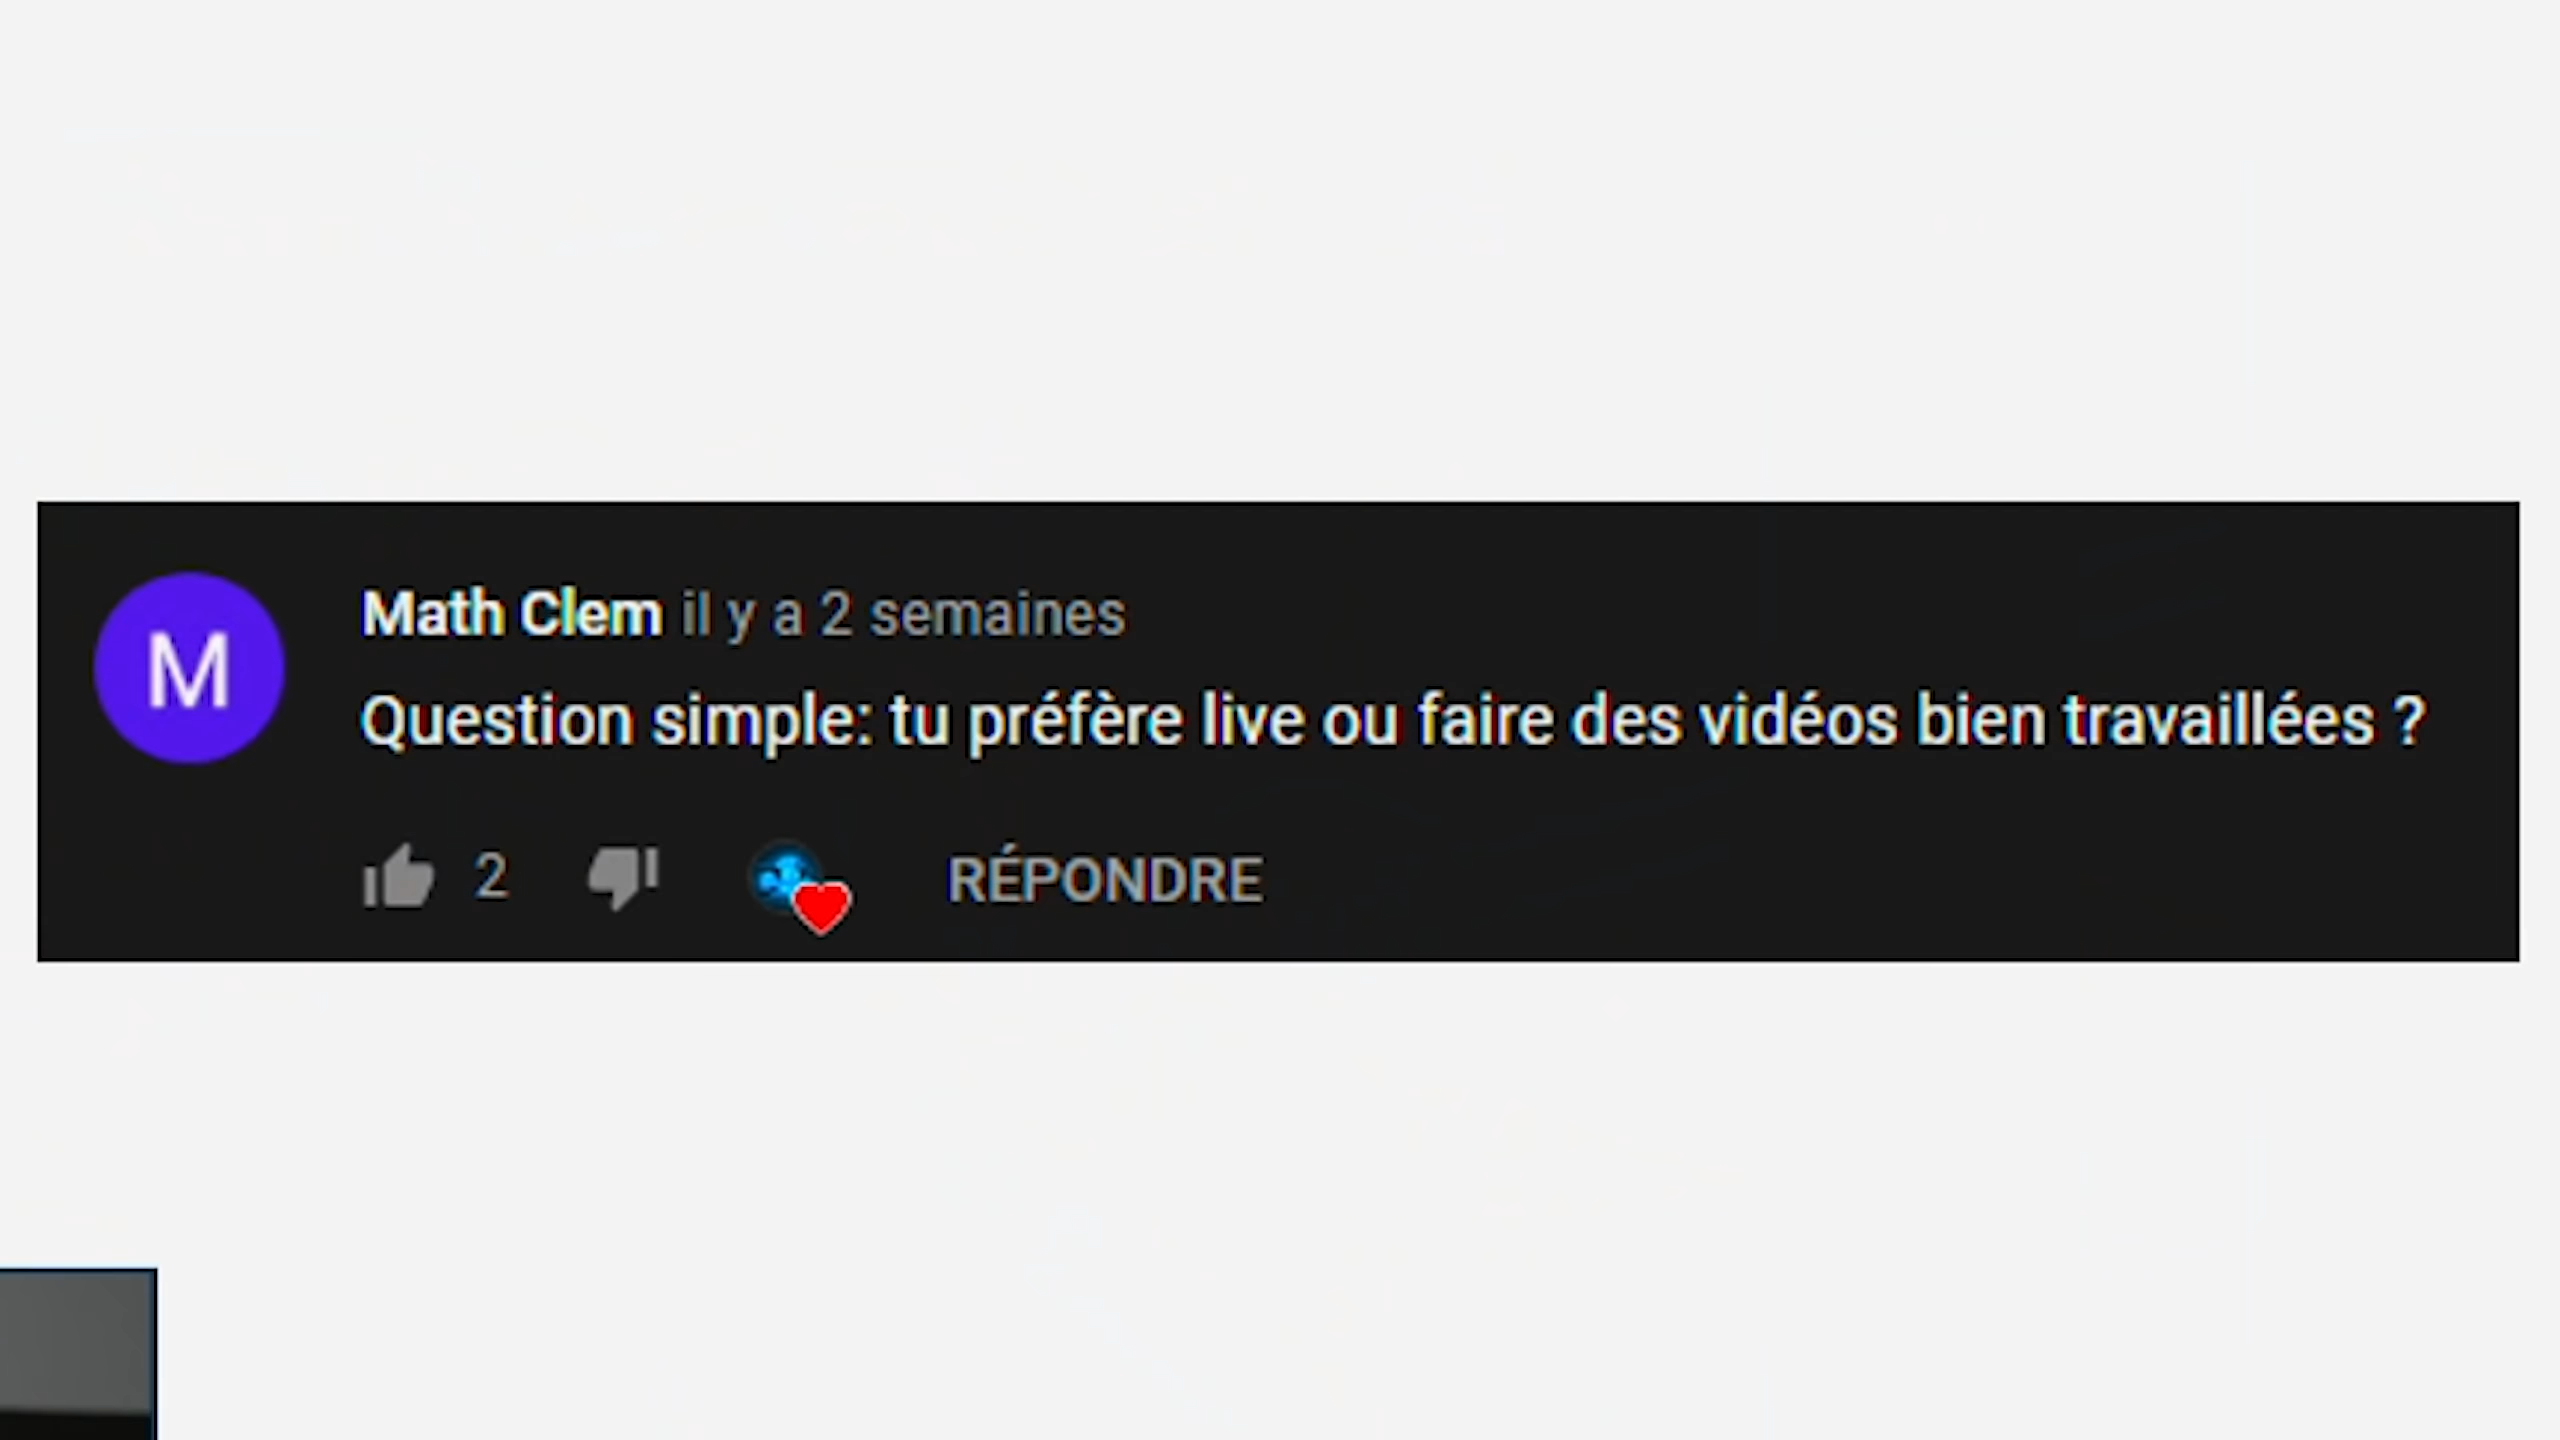 M
Math Clem il y a 2 semaines
Question simple: tu préfère live ou faire des vidéos bien travaillées ?
2 RÉPONDRE